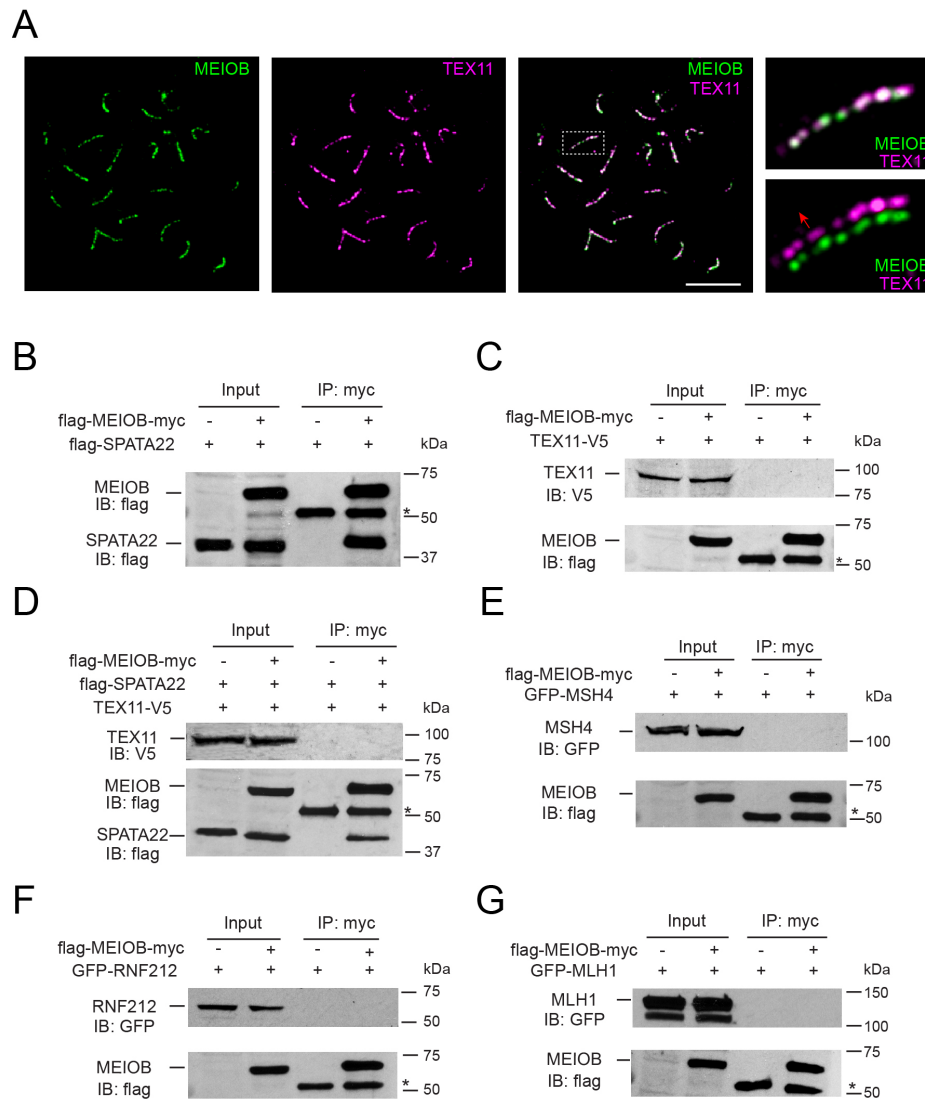 A
MEIOB
TEX11
MEIOB
TEX11
MEIOB
TEX11
MEIOB
TEX11
B
Input
IP: myc
flag-MEIOB-myc
- + - +
flag-SPATA22
+ + + +
kDa
MEIOB
IB: flag
SPATA22
IB: flag
75
* 50
37
C
Input
IP: myc
flag-MEIOB-myc
- + - +
TEX11-V5
+ + + +
kDa
TEX11
IB: V5
100
75
MEIOB
IB: flag
75
* 50
D
Input
IP: myc
flag-MEIOB-myc
- + - +
flag-SPATA22
+ + + +
TEX11-V5
+ + + +
kDa
TEX11
IB: V5
100
75
MEIOB
IB: flag
SPATA22
IB: flag
75
* 50
37
E
Input
IP: myc
flag-MEIOB-myc
- + - +
GFP-MSH4
+ + + +
kDa
MSH4
IB: GFP
100
MEIOB
IB: flag
75
* 50
F
Input
IP: myc
flag-MEIOB-myc
- + - +
GFP-RNF212
+ + + +
kDa
RNF212
IB: GFP
75
50
MEIOB
IB: flag
75
* 50
G
Input
IP: myc
flag-MEIOB-myc
- + - +
GFP-MLH1
+ + + +
kDa
MLH1
IB: GFP
150
100
MEIOB
IB: flag
75
* 50